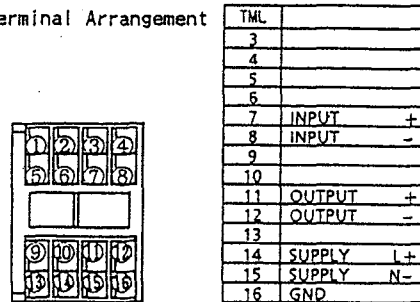 erminal Arrangement
TML
3
4
5
6
7 INPUT +
8 INPUT -
9
10
11 OUTPUT +
12 OUTPUT -
13
14 SUPPLY L+
15 SUPPLY N-
16 GND
① ② ③ ④
⑤ ⑥ ⑦ ⑧
⑨ ⑩ ⑪ ⑫
⑬ ⑭ ⑮ ⑯